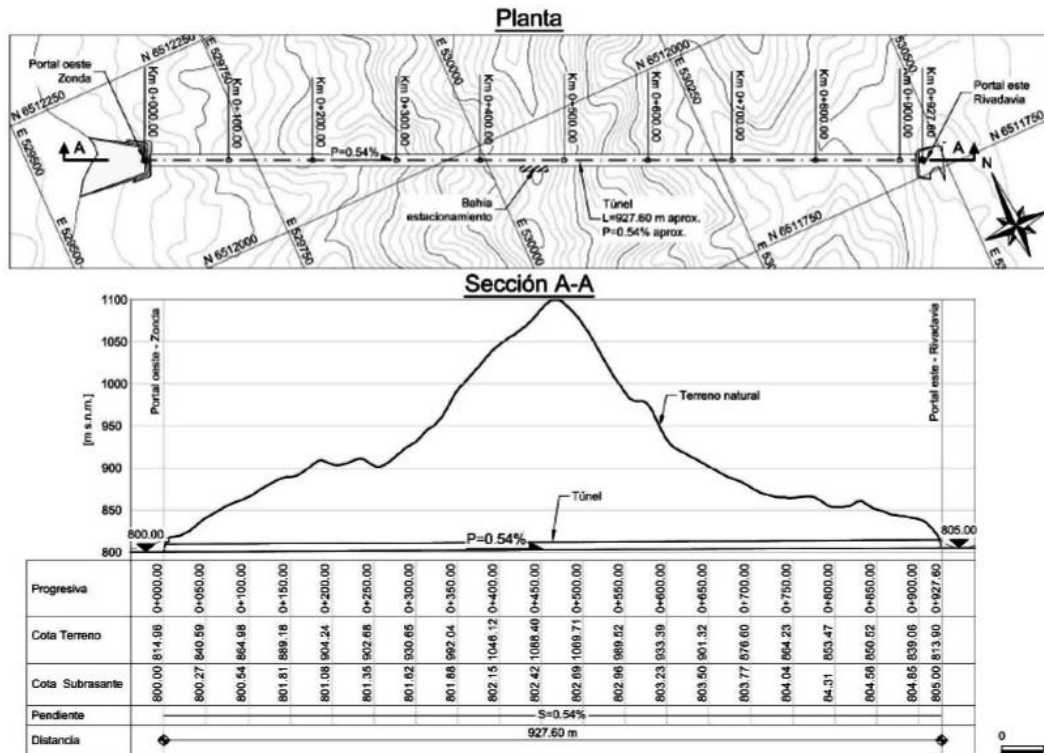 Planta
Portal oeste
Zonda
N 6512250
E 529750
E 530000
N 6512000
E 530250
E 530500
Portal este
Rivadavia
N 6512250
E 529500
Km 0+000.00
Km 0+100.00
Km 0+200.00
Km 0+300.00
Km 0+400.00
Km 0+500.00
Km 0+600.00
Km 0+700.00
Km 0+800.00
Km 0+900.00
Km 0+927.60
N 6511750
A
P=0.54%
A
N
Bahía
estacionamiento
Túnel
L=927.60 m aprox.
P=0.54% aprox.
E 529500
N 6512000
E 529750
E 530000
N 6511750
Sección A-A
1100
1050
1000
950
900
850
800
[m s.n.m.]
Portal oeste - Zonda
Portal este - Rivadavia
Terreno natural
Túnel
800.00
P=0.54%
805.00
Progresiva
0+000.00 0+050.00 0+100.00 0+150.00 0+200.00 0+250.00 0+300.00 0+350.00 0+400.00 0+450.00 0+500.00 0+550.00 0+600.00 0+650.00 0+700.00 0+750.00 0+800.00 0+850.00 0+900.00 0+927.60
Cota Terreno
814.96 840.59 864.98 889.18 904.24 902.68 930.65 992.04 1046.12 1088.40 1069.71 989.52 933.39 901.32 876.60 864.23 853.47 850.52 839.06 813.90
Cota Subrasante
800.00 800.27 800.54 801.81 801.08 801.35 801.62 801.88 802.15 802.42 802.69 802.96 803.23 803.50 803.77 804.04 84.31 804.58 804.85 805.00
Pendiente
S=0.54%
Distancia
927.60 m
0